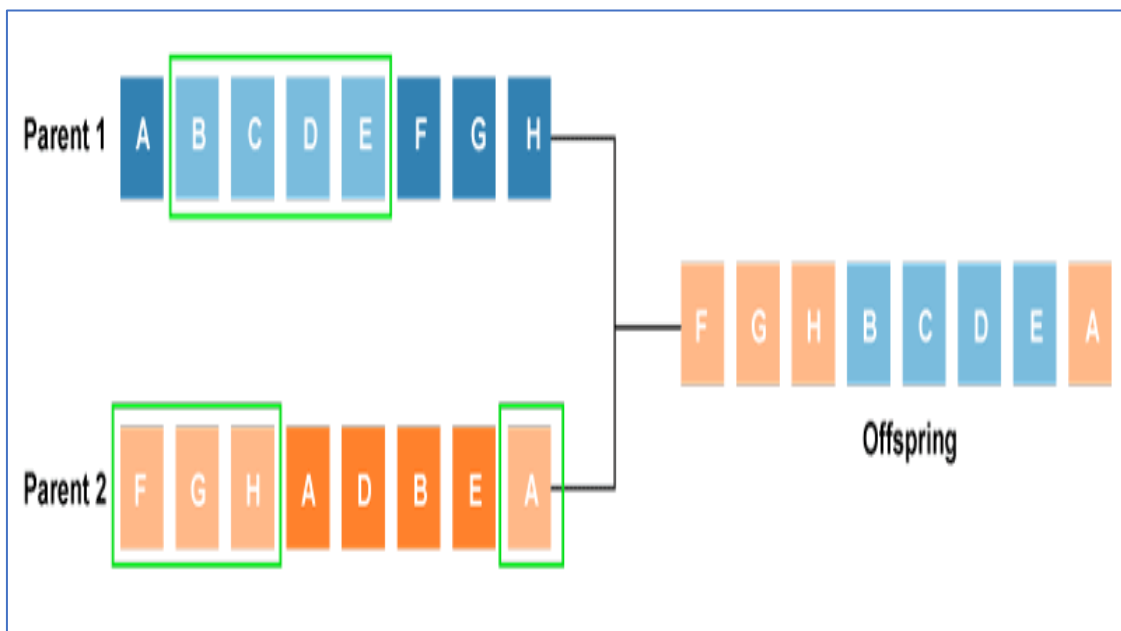 Parent 1 A B C D E F G H
F G H B C D E A
Offspring
Parent 2 F G H A D B E A